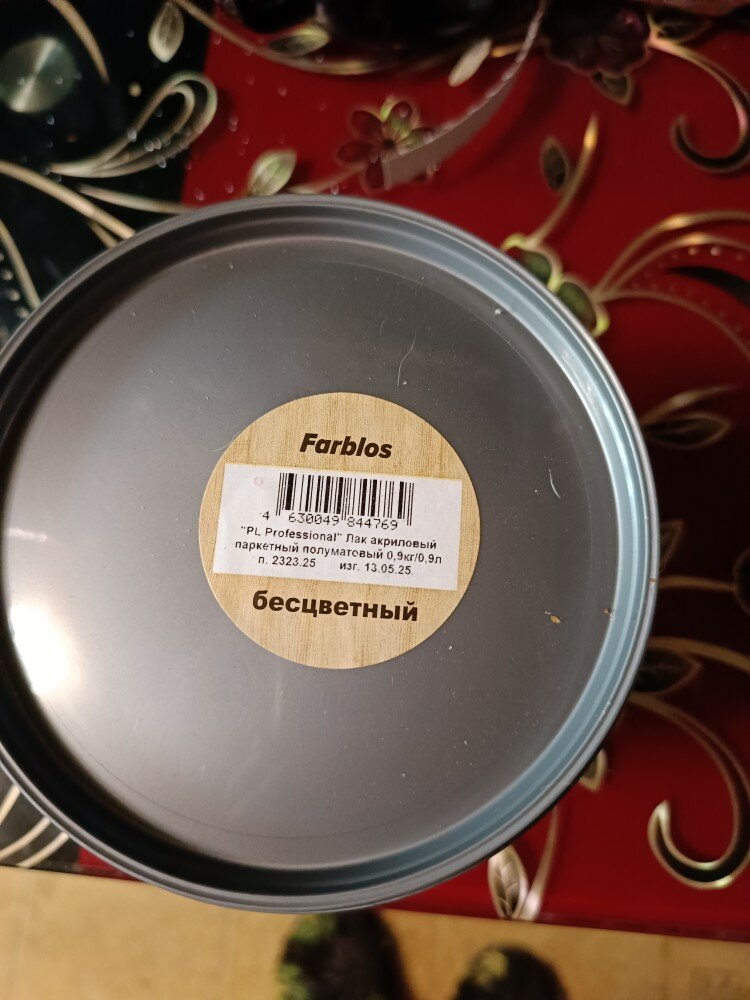 Farblos
4 630049 844769
"PL Professional" Лак акриловый
паркетный полуматовый 0,9кг/0,9л
п. 2323.25 изг. 13.05.25.
бесцветный